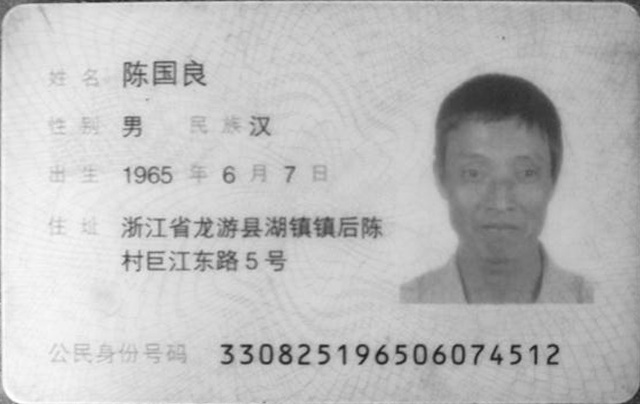 姓名 陈国良
性别 男 民族 汉
出生 1965 年 6 月 7 日
住址 浙江省龙游县湖镇镇后陈
村巨江东路5号
公民身份号码 330825196506074512